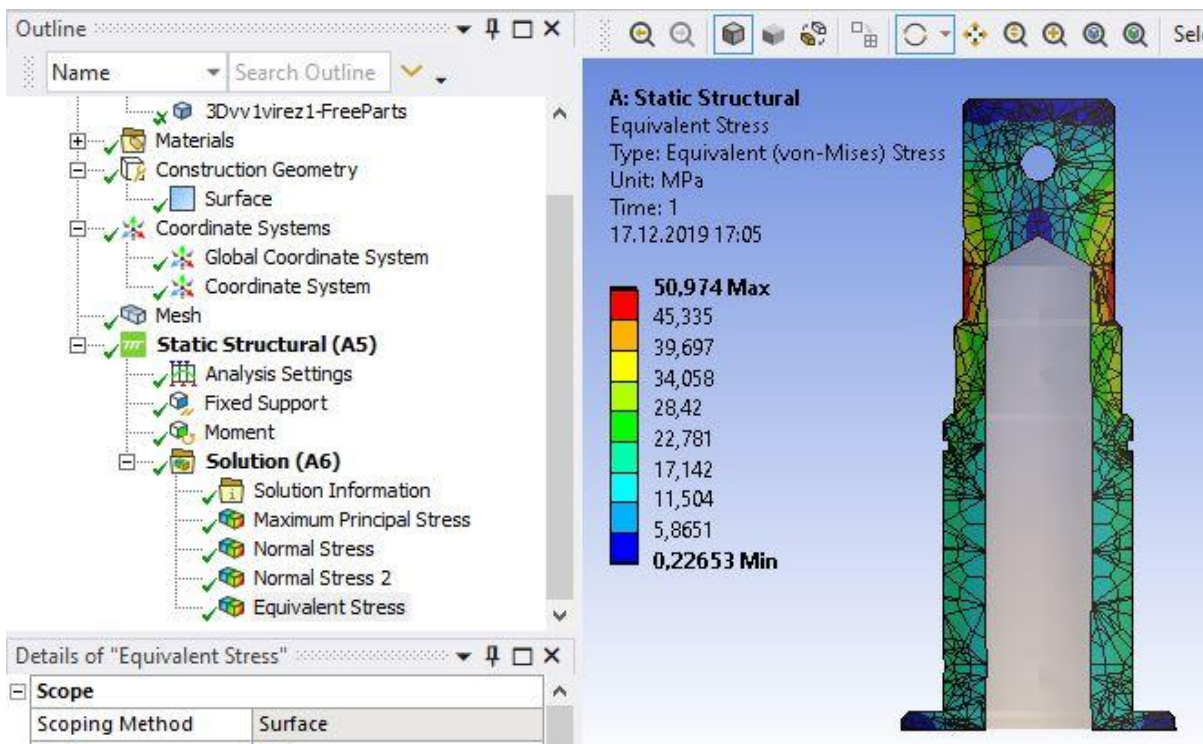 Outline
Name
Search Outline
3Dvv1virez1-FreeParts
Materials
Construction Geometry
Surface
Coordinate Systems
Global Coordinate System
Coordinate System
Mesh
Static Structural (A5)
Analysis Settings
Fixed Support
Moment
Solution (A6)
Solution Information
Maximum Principal Stress
Normal Stress
Normal Stress 2
Equivalent Stress
Details of "Equivalent Stress"
Scope
Scoping Method Surface
Sel
A: Static Structural
Equivalent Stress
Type: Equivalent (von-Mises) Stress
Unit: MPa
Time: 1
17.12.2019 17:05
50,974 Max
45,335
39,697
34,058
28,42
22,781
17,142
11,504
5,8651
0,22653 Min